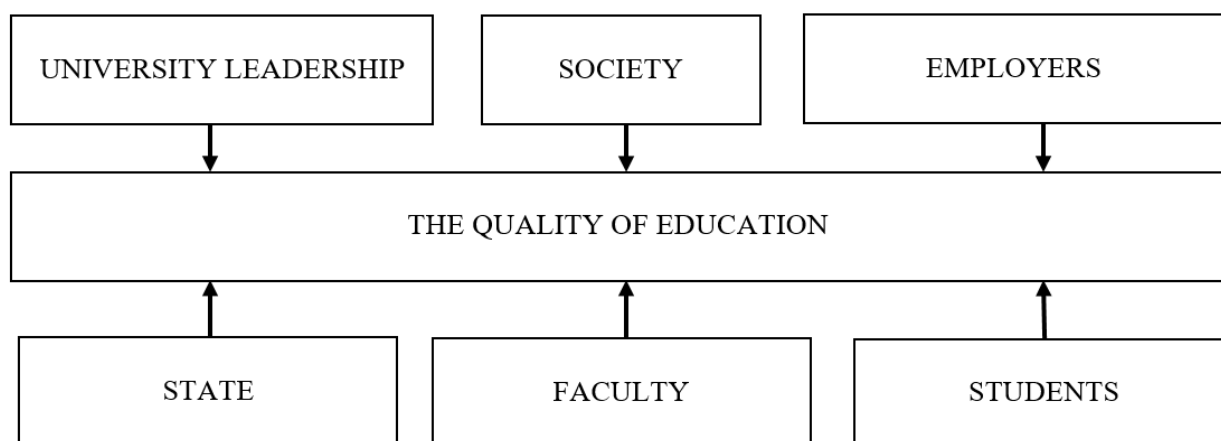 UNIVERSITY LEADERSHIP
SOCIETY
EMPLOYERS
THE QUALITY OF EDUCATION
STATE
FACULTY
STUDENTS